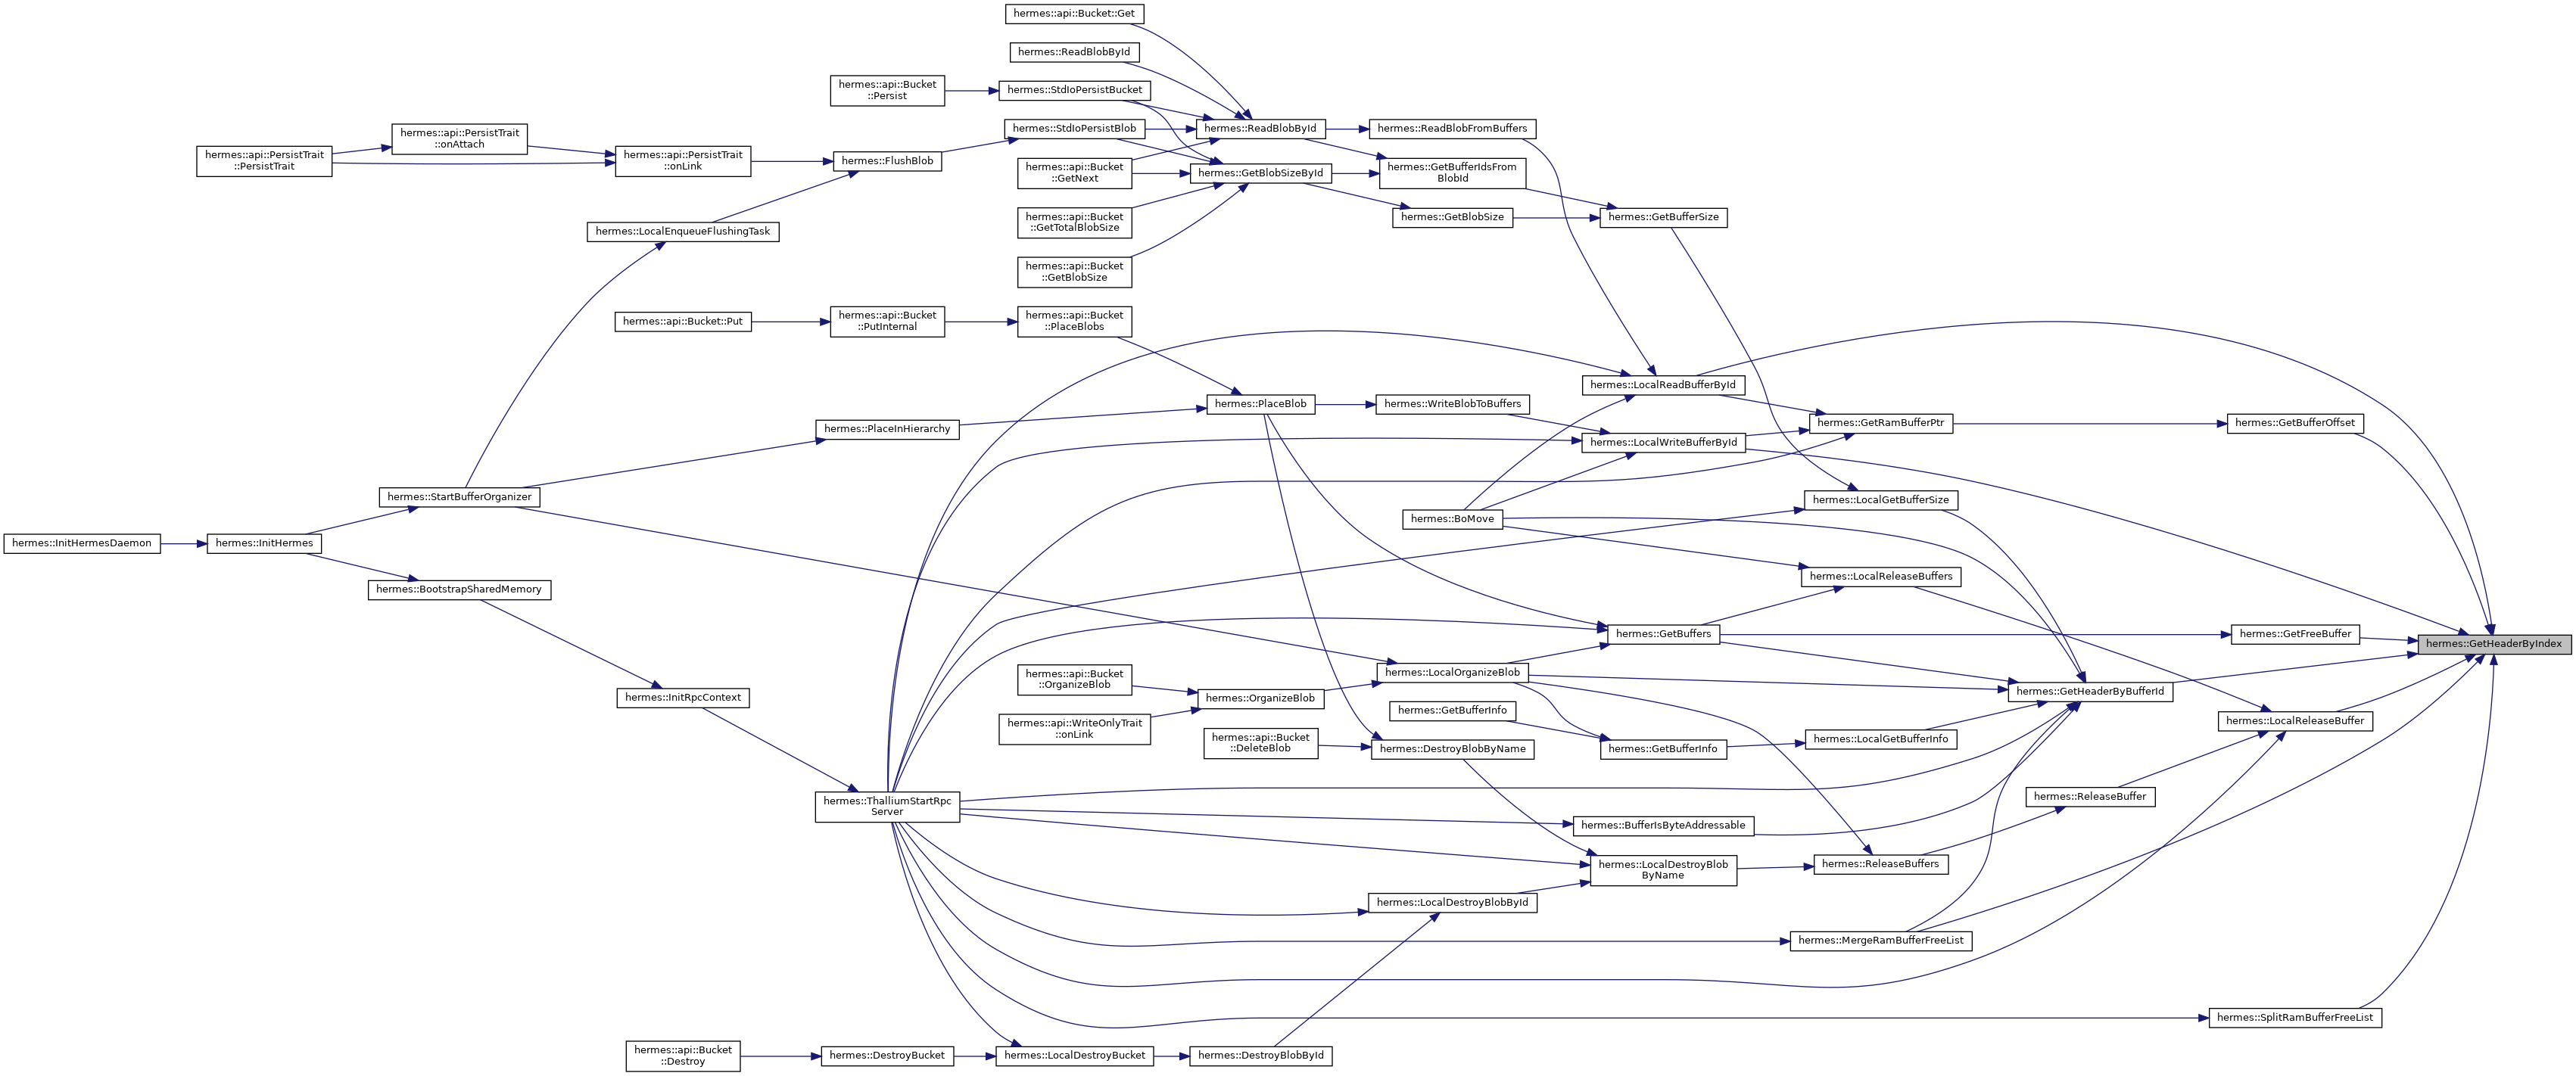 hermes::api::Bucket::Get
hermes::ReadBlobById
hermes::api::Bucket
::Persist
hermes::StdIoPersistBucket
hermes::api::PersistTrait
::PersistTrait
hermes::api::PersistTrait
::onAttach
hermes::api::PersistTrait
::onLink
hermes::FlushBlob
hermes::StdIoPersistBlob
hermes::ReadBlobById
hermes::ReadBlobFromBuffers
hermes::api::Bucket
::GetNext
hermes::GetBlobSizeById
hermes::GetBufferIdsFrom
BlobId
hermes::api::Bucket
::GetTotalBlobSize
hermes::GetBlobSize
hermes::GetBufferSize
hermes::LocalEnqueueFlushingTask
hermes::api::Bucket
::GetBlobSize
hermes::api::Bucket::Put
hermes::api::Bucket
::PutInternal
hermes::api::Bucket
::PlaceBlobs
hermes::LocalReadBufferById
hermes::PlaceBlob
hermes::WriteBlobToBuffers
hermes::PlaceInHierarchy
hermes::LocalWriteBufferById
hermes::GetRamBufferPtr
hermes::GetBufferOffset
hermes::StartBufferOrganizer
hermes::BoMove
hermes::LocalGetBufferSize
hermes::InitHermesDaemon
hermes::InitHermes
hermes::BootstrapSharedMemory
hermes::LocalReleaseBuffers
hermes::GetBuffers
hermes::GetFreeBuffer
hermes::GetHeaderByIndex
hermes::api::Bucket
::OrganizeBlob
hermes::LocalOrganizeBlob
hermes::InitRpcContext
hermes::OrganizeBlob
hermes::GetHeaderByBufferId
hermes::api::WriteOnlyTrait
::onLink
hermes::GetBufferInfo
hermes::LocalReleaseBuffer
hermes::api::Bucket
::DeleteBlob
hermes::DestroyBlobByName
hermes::GetBufferInfo
hermes::LocalGetBufferInfo
hermes::ThalliumStartRpc
Server
hermes::ReleaseBuffer
hermes::BufferIsByteAddressable
hermes::LocalDestroyBlob
ByName
hermes::ReleaseBuffers
hermes::LocalDestroyBlobById
hermes::MergeRamBufferFreeList
hermes::SplitRamBufferFreeList
hermes::api::Bucket
::Destroy
hermes::DestroyBucket
hermes::LocalDestroyBucket
hermes::DestroyBlobById